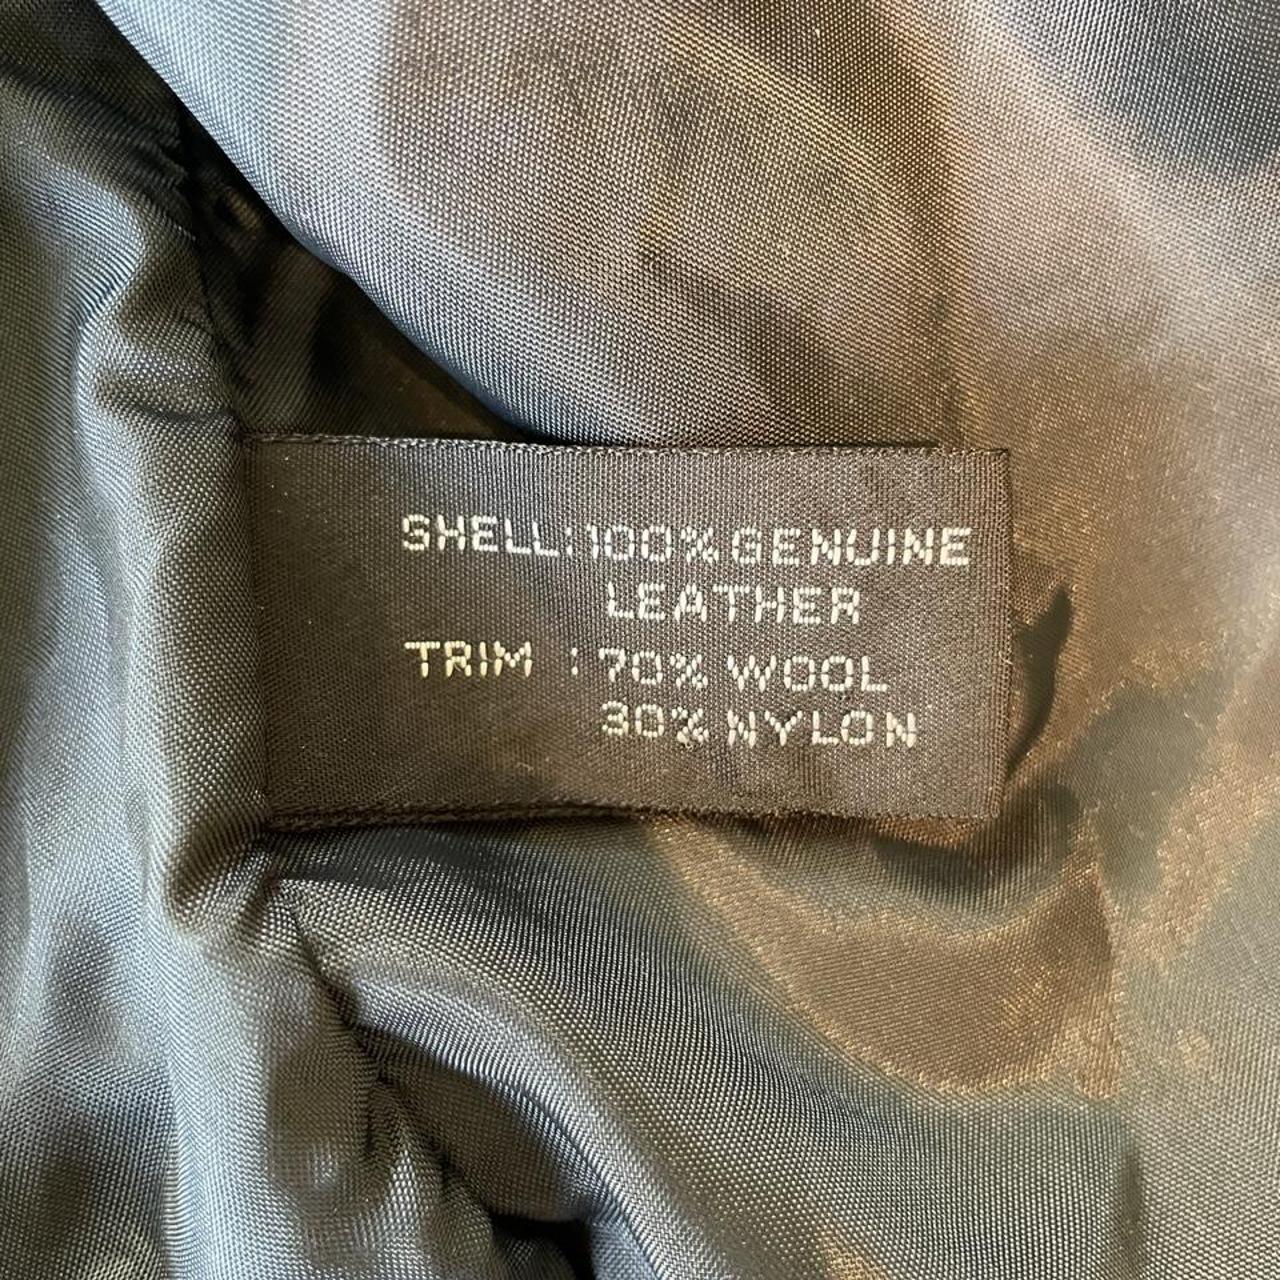 SHELL:100% GENUINE
LEATHER
TRIM :70% WOOL
30% NYLON